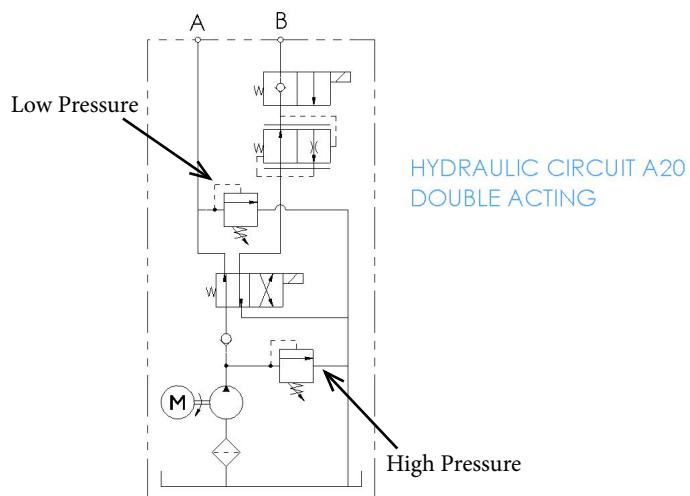 A
B
Low Pressure
HYDRAULIC CIRCUIT A20
DOUBLE ACTING
M
High Pressure